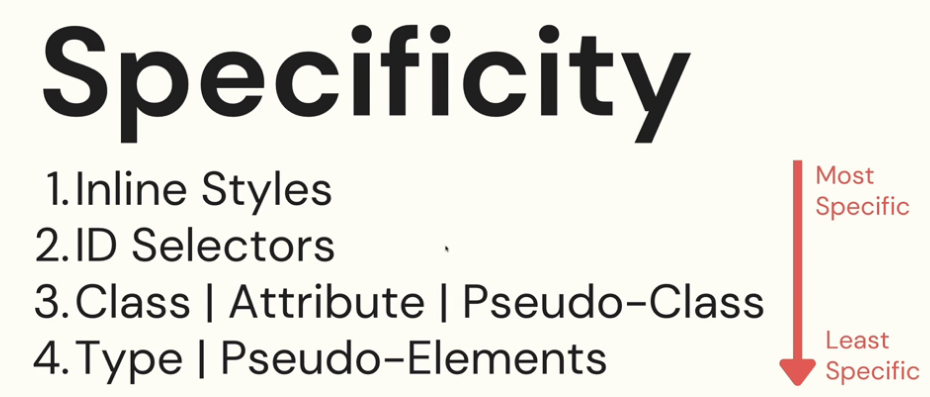 Specificity
1. Inline Styles
2. ID Selectors
3. Class | Attribute | Pseudo-Class
4. Type | Pseudo-Elements
Most
Specific
Least
Specific